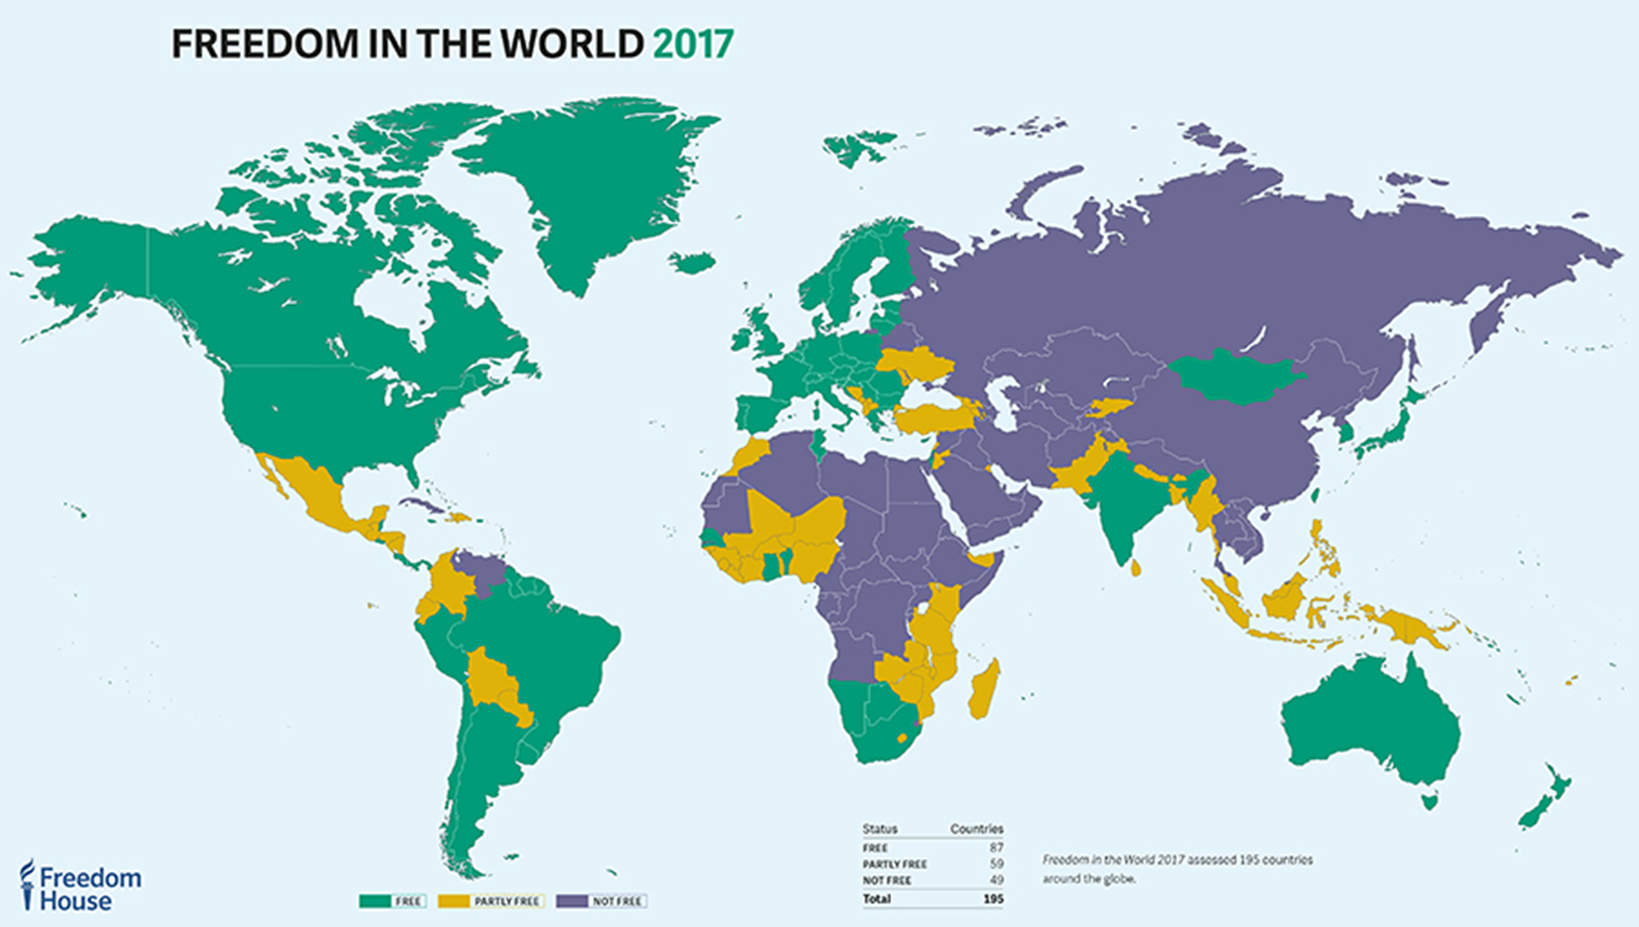 FREEDOM IN THE WORLD 2017
Status Countries
FREE 87
PARTLY FREE 59
NOT FREE 49
Total 195
Freedom in the World 2017 assessed 195 countries
around the globe.
Freedom
House
FREE PARTLY FREE NOT FREE